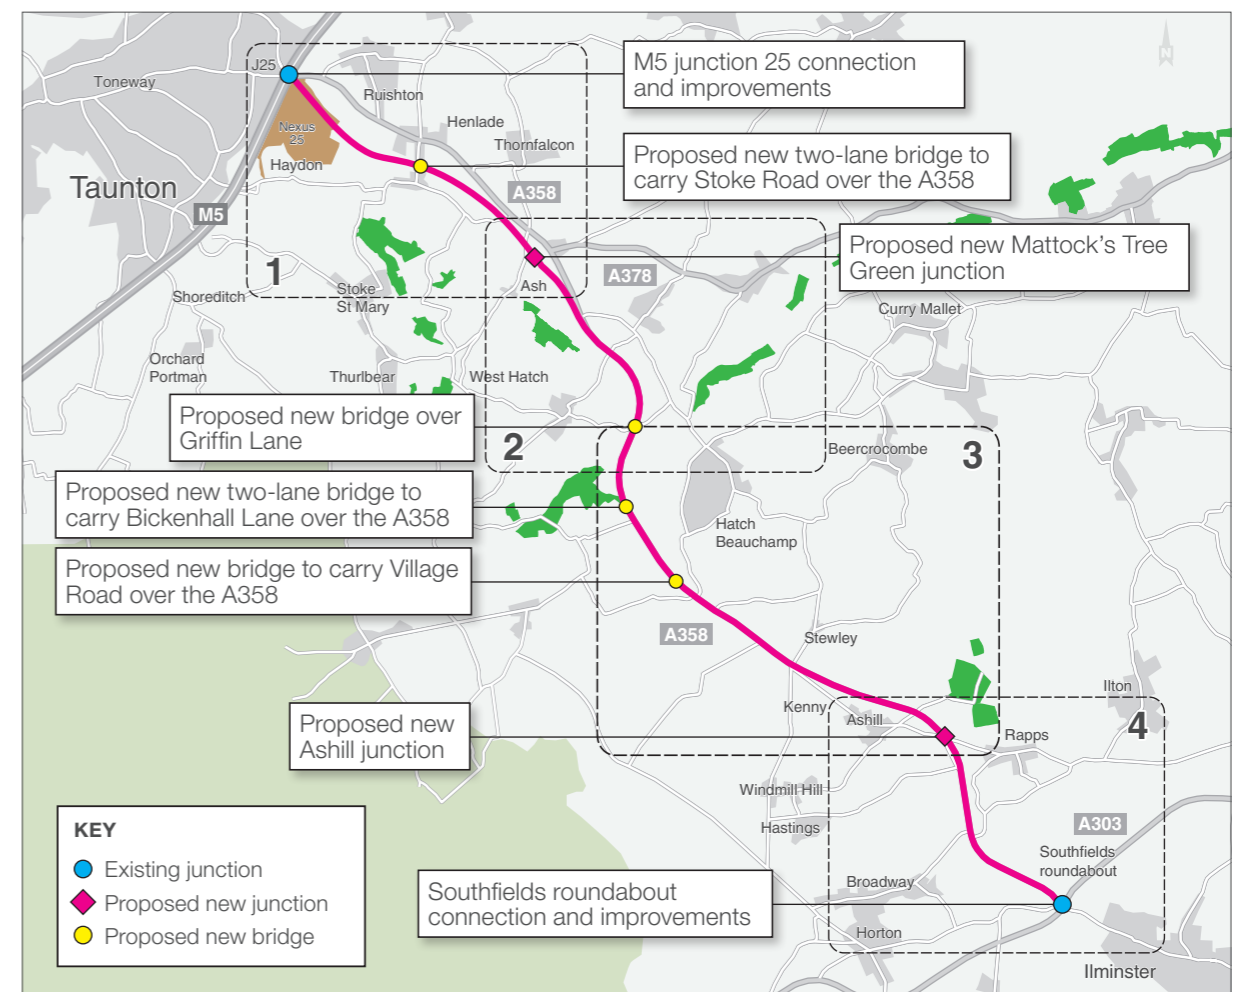 J25
M5 junction 25 connection
and improvements
Toneway
Ruishton
Nexus
25
Henlade
Thornfalcon
Haydon
Proposed new two-lane bridge to
carry Stoke Road over the A358
Taunton
A358
M5
Proposed new Mattock's Tree
Green junction
1
A378
Ash
Stoke
St Mary
Shoreditch
Curry Mallet
Orchard
Portman
Thurlbear
West Hatch
Proposed new bridge over
Griffin Lane
2
3
Beercrocombe
Proposed new two-lane bridge to
carry Bickenhall Lane over the A358
Hatch
Beauchamp
Proposed new bridge to carry Village
Road over the A358
A358
Stewley
Ilton
Kenny
Ashill
4
Proposed new
Ashill junction
Rapps
Windmill Hill
Hastings
A303
Southfields
roundabout
KEY
Existing junction
Proposed new junction
Proposed new bridge
Broadway
Southfields roundabout
connection and improvements
Horton
Ilminster
N